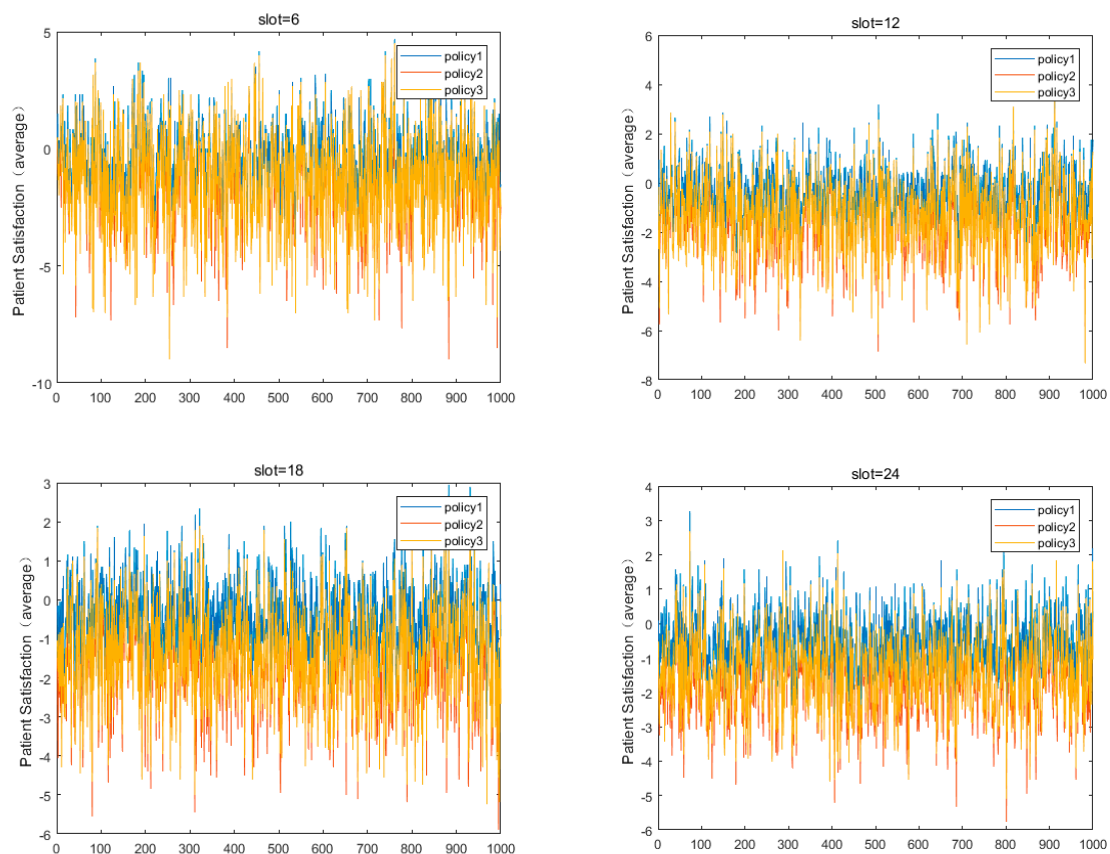 slot=6
5
0
-5
-10
Patient Satisfaction（average）
policy1
policy2
policy3
0 100 200 300 400 500 600 700 800 900 1000
slot=12
6
4
2
0
-2
-4
-6
-8
Patient Satisfaction（average）
policy1
policy2
policy3
0 100 200 300 400 500 600 700 800 900 1000
slot=18
3
2
1
0
-1
-2
-3
-4
-5
-6
Patient Satisfaction（average）
policy1
policy2
policy3
0 100 200 300 400 500 600 700 800 900 1000
slot=24
4
3
2
1
0
-1
-2
-3
-4
-5
-6
Patient Satisfaction（average）
policy1
policy2
policy3
0 100 200 300 400 500 600 700 800 900 1000